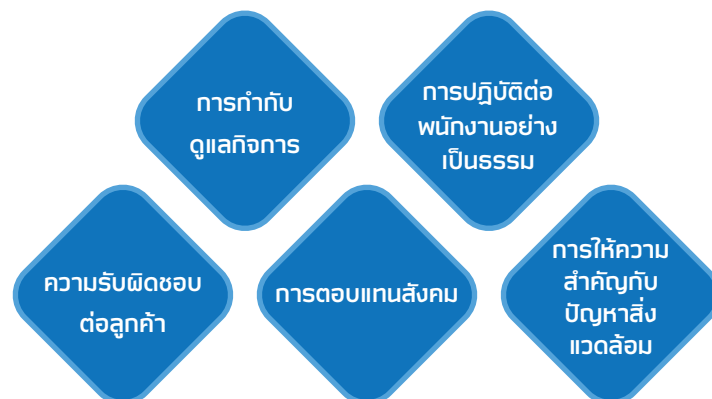 การกำกับ
ดูแลกิจการ
การปฏิบัติต่อ
พนักงานอย่าง
เป็นธรรม
ความรับผิดชอบ
ต่อลูกค้า
การตอบแทนสังคม
การให้ความ
สำคัญกับ
ปัญหาสิ่ง
แวดล้อม